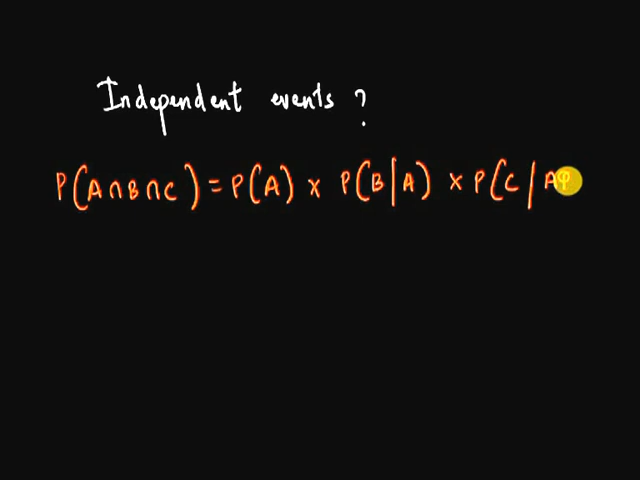 Independent events ?
P(A∩B∩C) = P(A) × P(B|A) × P(C|A